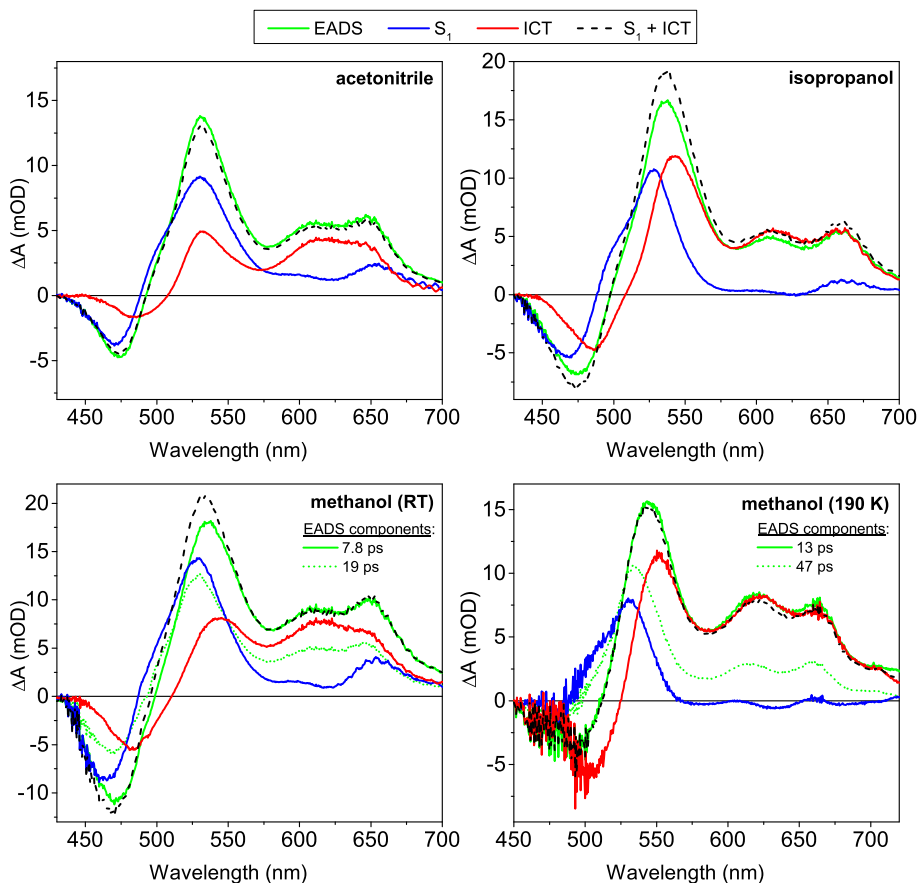 EADS S1 ICT S1 + ICT
acetonitrile
15
10
5
0
-5
ΔA (mOD)
450 500 550 600 650 700
Wavelength (nm)
isopropanol
20
15
10
5
0
-5
ΔA (mOD)
450 500 550 600 650 700
Wavelength (nm)
methanol (RT)
EADS components:
7.8 ps
19 ps
20
15
10
5
0
-5
-10
ΔA (mOD)
450 500 550 600 650 700
Wavelength (nm)
methanol (190 K)
EADS components:
13 ps
47 ps
15
10
5
0
-5
ΔA (mOD)
450 500 550 600 650 700
Wavelength (nm)